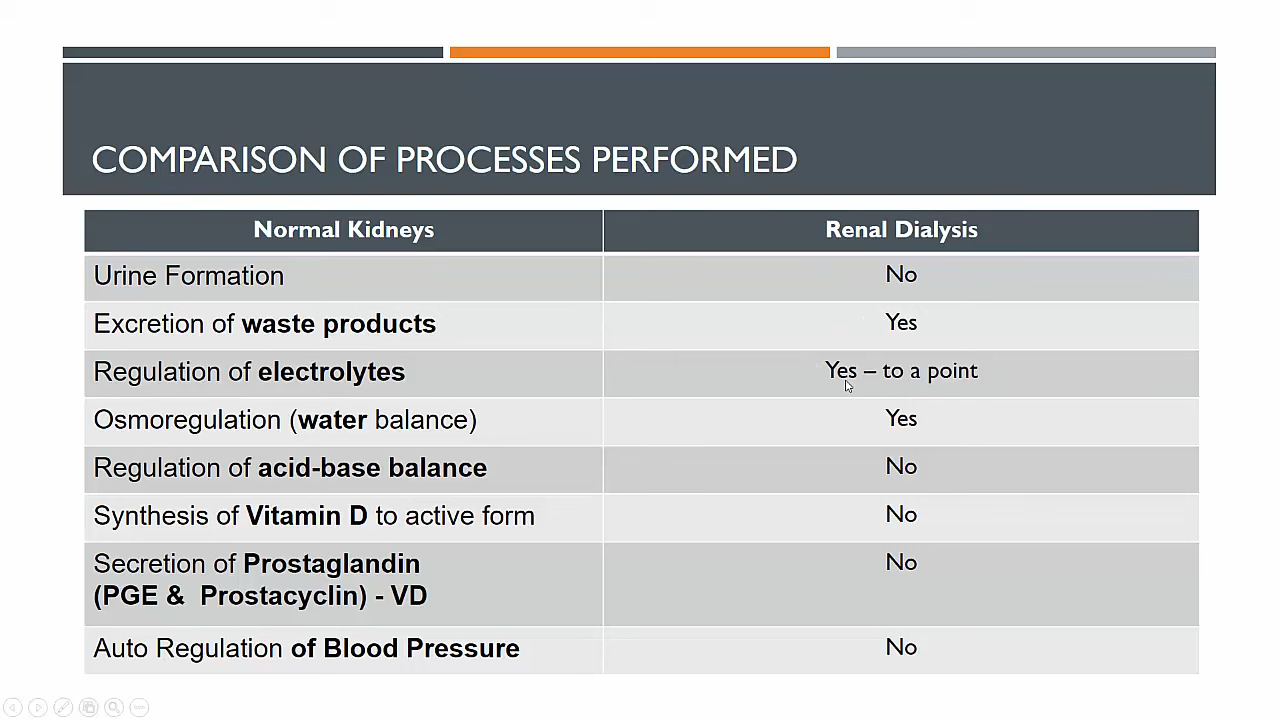 COMPARISON OF PROCESSES PERFORMED
Normal Kidneys Renal Dialysis
Urine Formation No
Excretion of waste products Yes
Regulation of electrolytes Yes – to a point
Osmoregulation (water balance) Yes
Regulation of acid-base balance No
Synthesis of Vitamin D to active form No
Secretion of Prostaglandin No
(PGE & Prostacyclin) - VD
Auto Regulation of Blood Pressure No